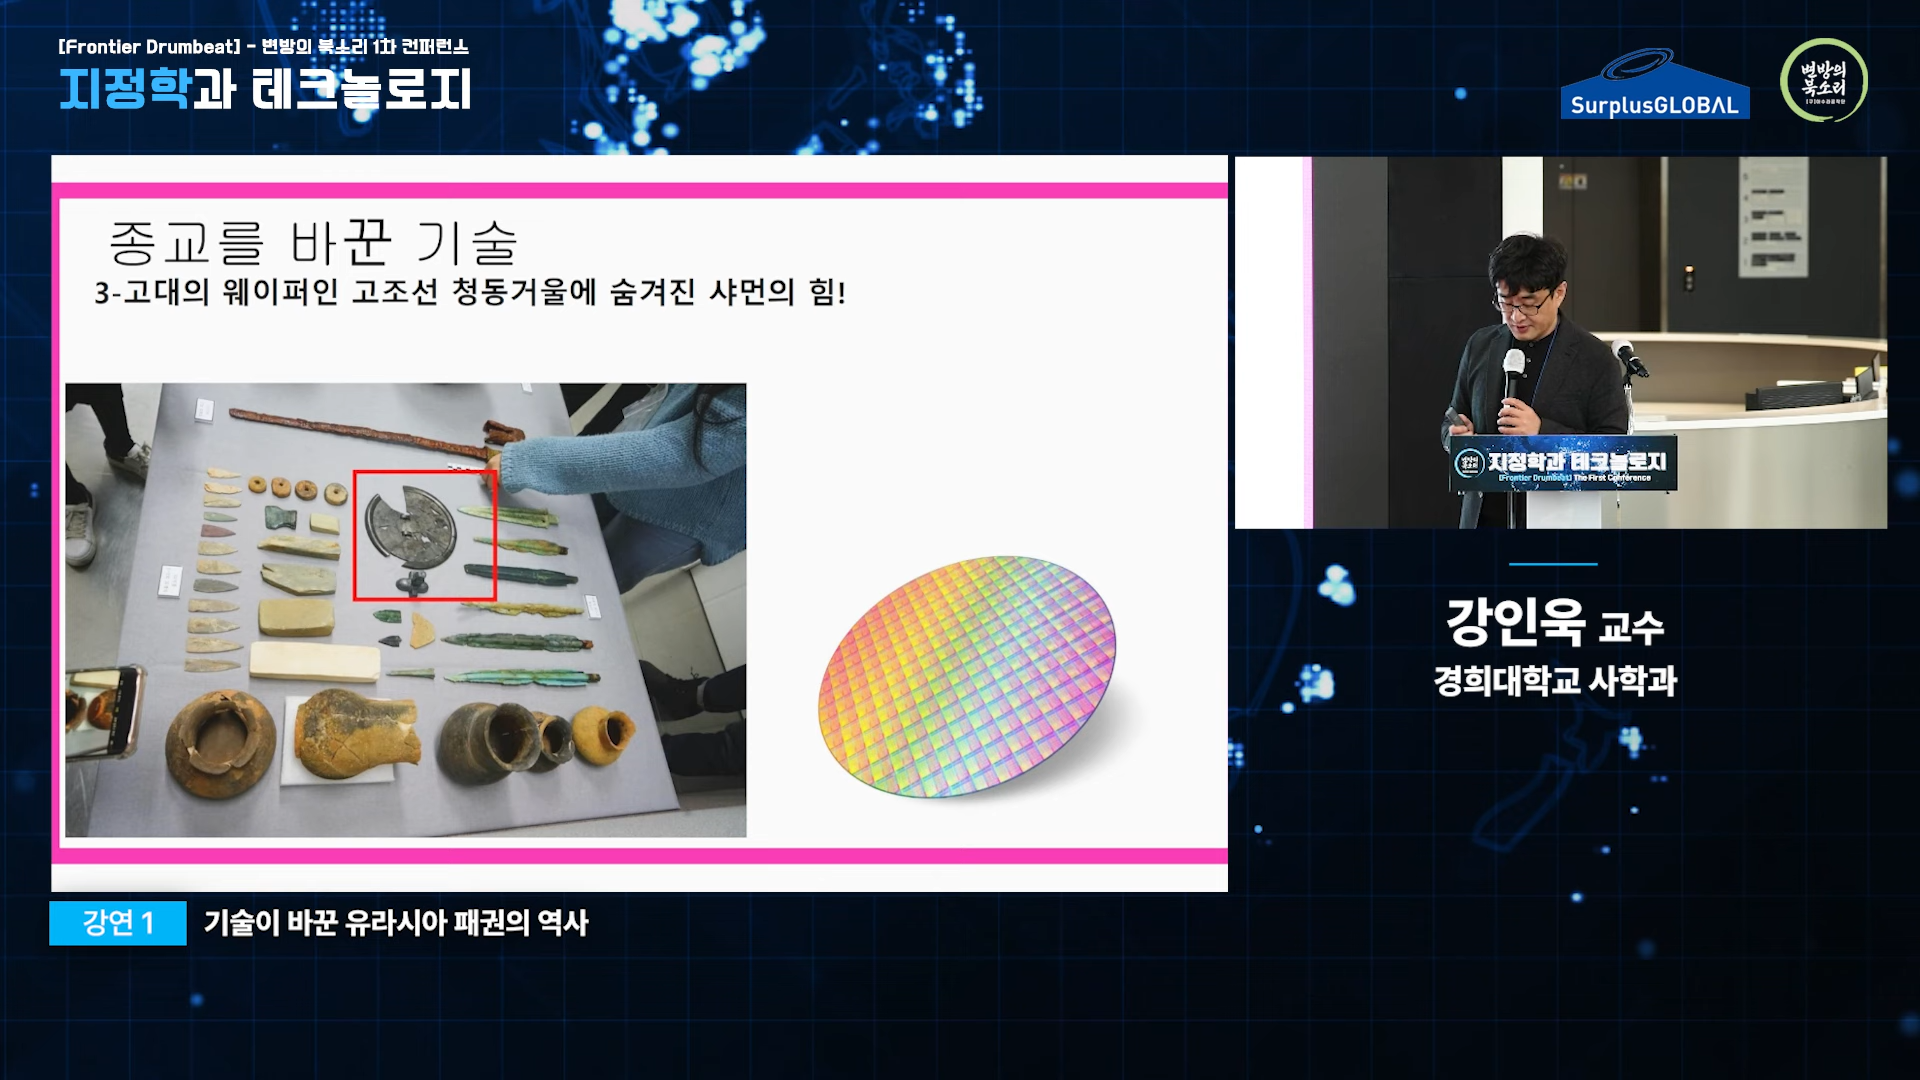 [Frontier Drumbeat] - 변방의 북소리 1차 컨퍼런스
지정학과 테크놀로지
SurplusGLOBAL
변방의
북소리
종교를 바꾼 기술
3-고대의 웨이퍼인 고조선 청동거울에 숨겨진 샤먼의 힘!
지정학과 테크놀로지
[Frontier Drumbeat] The First Conference
강인욱 교수
경희대학교 사학과
강연 1
기술이 바꾼 유라시아 패권의 역사